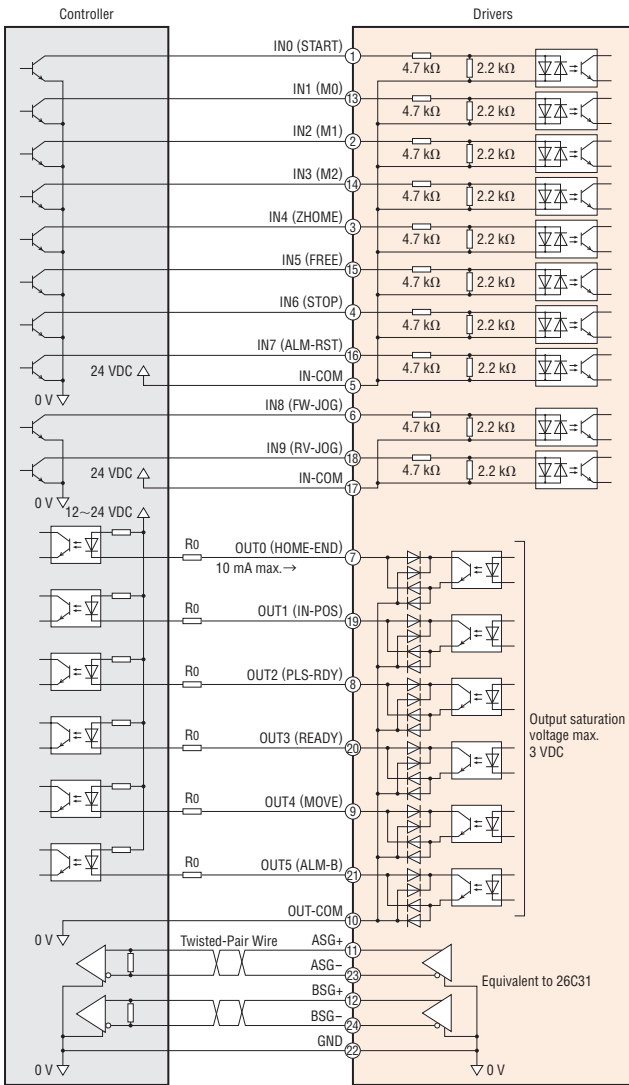 Controller Drivers
IN0 (START) 1 4.7 kΩ 2.2 kΩ
IN1 (M0) 13 4.7 kΩ 2.2 kΩ
IN2 (M1) 2 4.7 kΩ 2.2 kΩ
IN3 (M2) 14 4.7 kΩ 2.2 kΩ
IN4 (ZHOME) 3 4.7 kΩ 2.2 kΩ
IN5 (FREE) 15 4.7 kΩ 2.2 kΩ
IN6 (STOP) 4 4.7 kΩ 2.2 kΩ
IN7 (ALM-RST) 16 4.7 kΩ 2.2 kΩ
24 VDC IN-COM 5
0 V IN8 (FW-JOG) 6 4.7 kΩ 2.2 kΩ
IN9 (RV-JOG) 18 4.7 kΩ 2.2 kΩ
24 VDC IN-COM 17
0 V
12~24 VDC
R0 OUT0 (HOME-END) 7
10 mA max.→
R0 OUT1 (IN-POS) 19
R0 OUT2 (PLS-RDY) 8
Output saturation
voltage max.
3 VDC
R0 OUT3 (READY) 20
R0 OUT4 (MOVE) 9
R0 OUT5 (ALM-B) 21
OUT-COM 10
0 V
Twisted-Pair Wire ASG+ 11
ASG− 23
Equivalent to 26C31
BSG+ 12
BSG− 24
GND 22
0 V 0 V